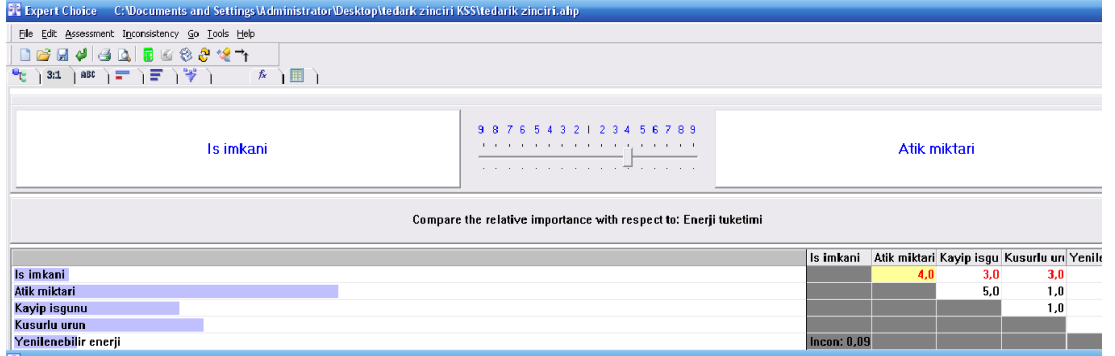 Expert Choice C:\Documents and Settings\Administrator\Desktop\tedark zinciri KSS\tedarik zinciri.ahp
File Edit Assessment Inconsistency Go Tools Help
3:1 ABC fx
9 8 7 6 5 4 3 2 1 2 3 4 5 6 7 8 9
Is imkani Atik miktari
Compare the relative importance with respect to: Enerji tuketimi
Is imkani Atik miktari Kayip isgu Kusurlu uru Yenile
Is imkani 4,0 3,0 3,0
Atik miktari 5,0 1,0
Kayip isgunu 1,0
Kusurlu urun
Yenilenebilir enerji Incon: 0,09